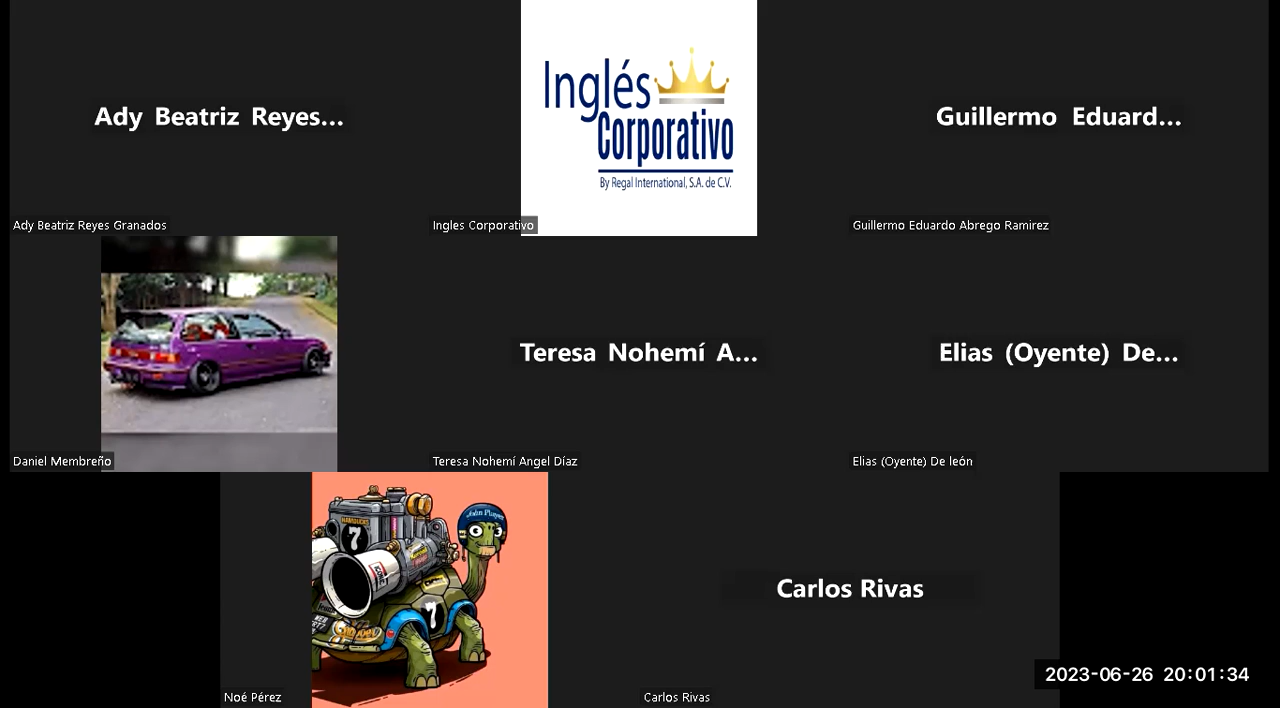 Ady Beatriz Reyes...
Ady Beatriz Reyes Granados
Inglés
Corporativo
By Regal International, S.A. de C.V.
Ingles Corporativo
Guillermo Eduard...
Guillermo Eduardo Abrego Ramirez
Daniel Membreño
Teresa Nohemí A...
Teresa Nohemí Angel Díaz
Elias (Oyente) De...
Elias (Oyente) De león
7
John Player
7
Noé Pérez
Carlos Rivas
Carlos Rivas
2023-06-26 20:01:34